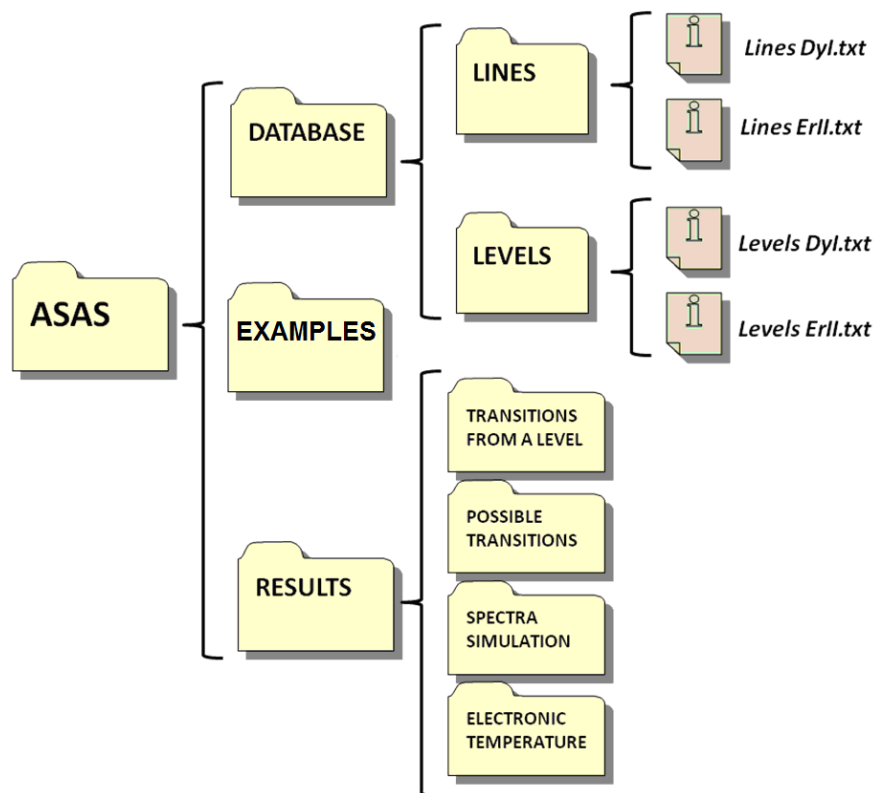 ASAS
DATABASE
EXAMPLES
RESULTS
LINES
LEVELS
i
Lines DyI.txt
i
Lines ErII.txt
i
Levels DyI.txt
i
Levels ErII.txt
TRANSITIONS
FROM A LEVEL
POSSIBLE
TRANSITIONS
SPECTRA
SIMULATION
ELECTRONIC
TEMPERATURE